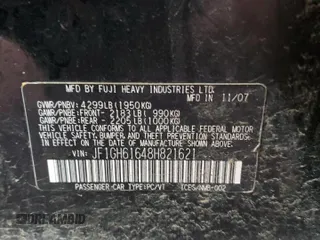 MFD BY FUJI HEAVY INDUSTRIES LTD.
MFD IN 11/07
GVWR/PNBV: 4299LB(1950KG)
GAWR/PNBE:FRONT- 2183LB( 990KG)
GAWR/PNBE:REAR - 2205LB(1000KG)
THIS VEHICLE CONFORMS TO ALL APPLICABLE FEDERAL MOTOR VEHICLE SAFETY, BUMPER, AND THEFT PREVENTION STANDARDS IN EFFECT ON THE DATE OF MANUFACTURE SHOWN ABOVE.
VIN: JF1GH61648H821621
PASSENGER CAR TYPE:PC/VT